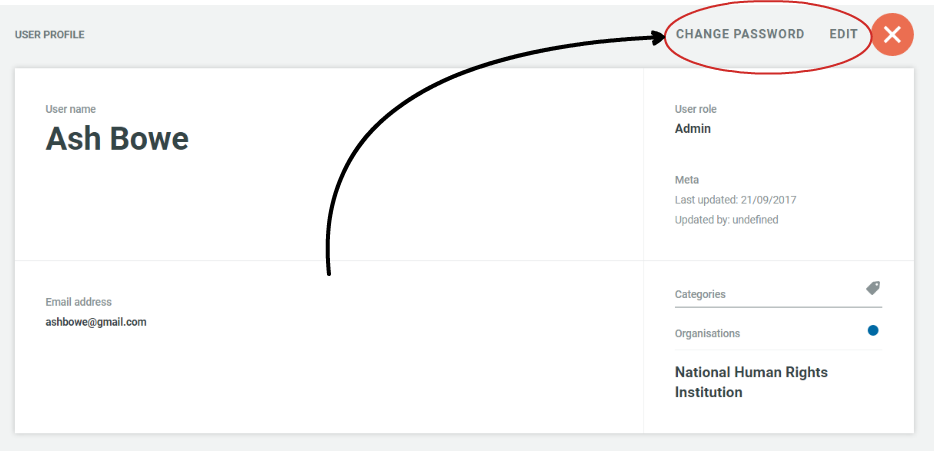 USER PROFILE
CHANGE PASSWORD EDIT
User name
Ash Bowe
User role
Admin
Meta
Last updated: 21/09/2017
Updated by: undefined
Email address
ashbowe@gmail.com
Categories
Organisations
National Human Rights
Institution